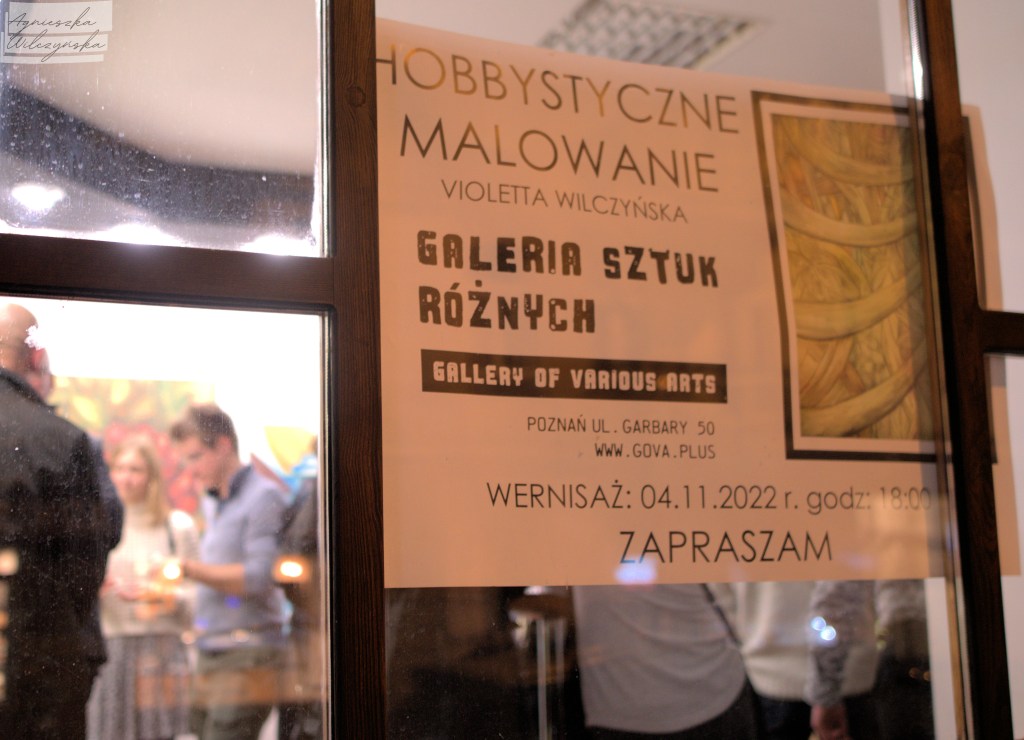 Agnieszka
Wilczyńska
HOBBYSTYCZNE
MALOWANIE
VIOLETTA WILCZYŃSKA
GALERIA SZTUK
RÓŻNYCH
GALLERY OF VARIOUS ARTS
POZNAŃ UL. GARBARY 50
WWW.GOVA.PLUS
WERNISAŻ: 04.11.2022 r. godz: 18:00
ZAPRASZAM